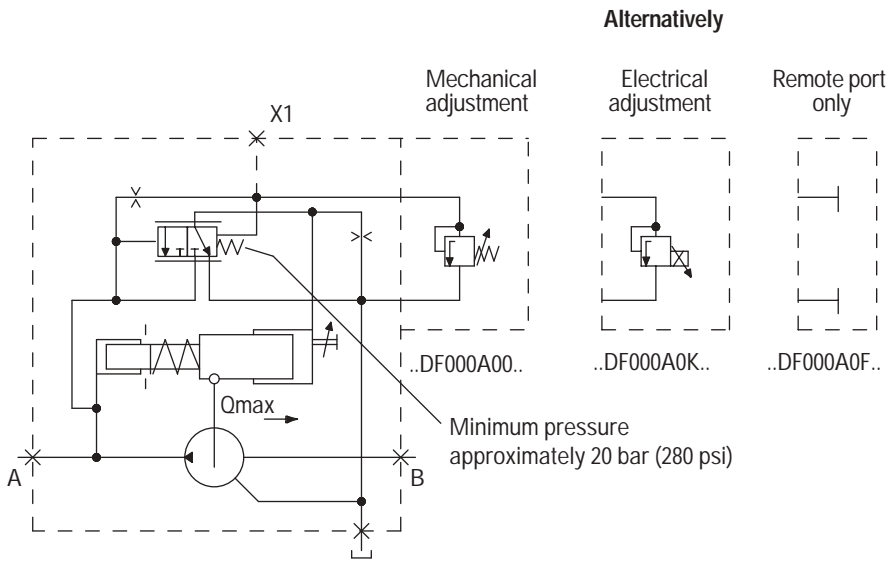 Alternatively
Mechanical
adjustment
Electrical
adjustment
Remote port
only
X1
..DF000A00..
..DF000A0K..
..DF000A0F..
Qmax
Minimum pressure
approximately 20 bar (280 psi)
A
B